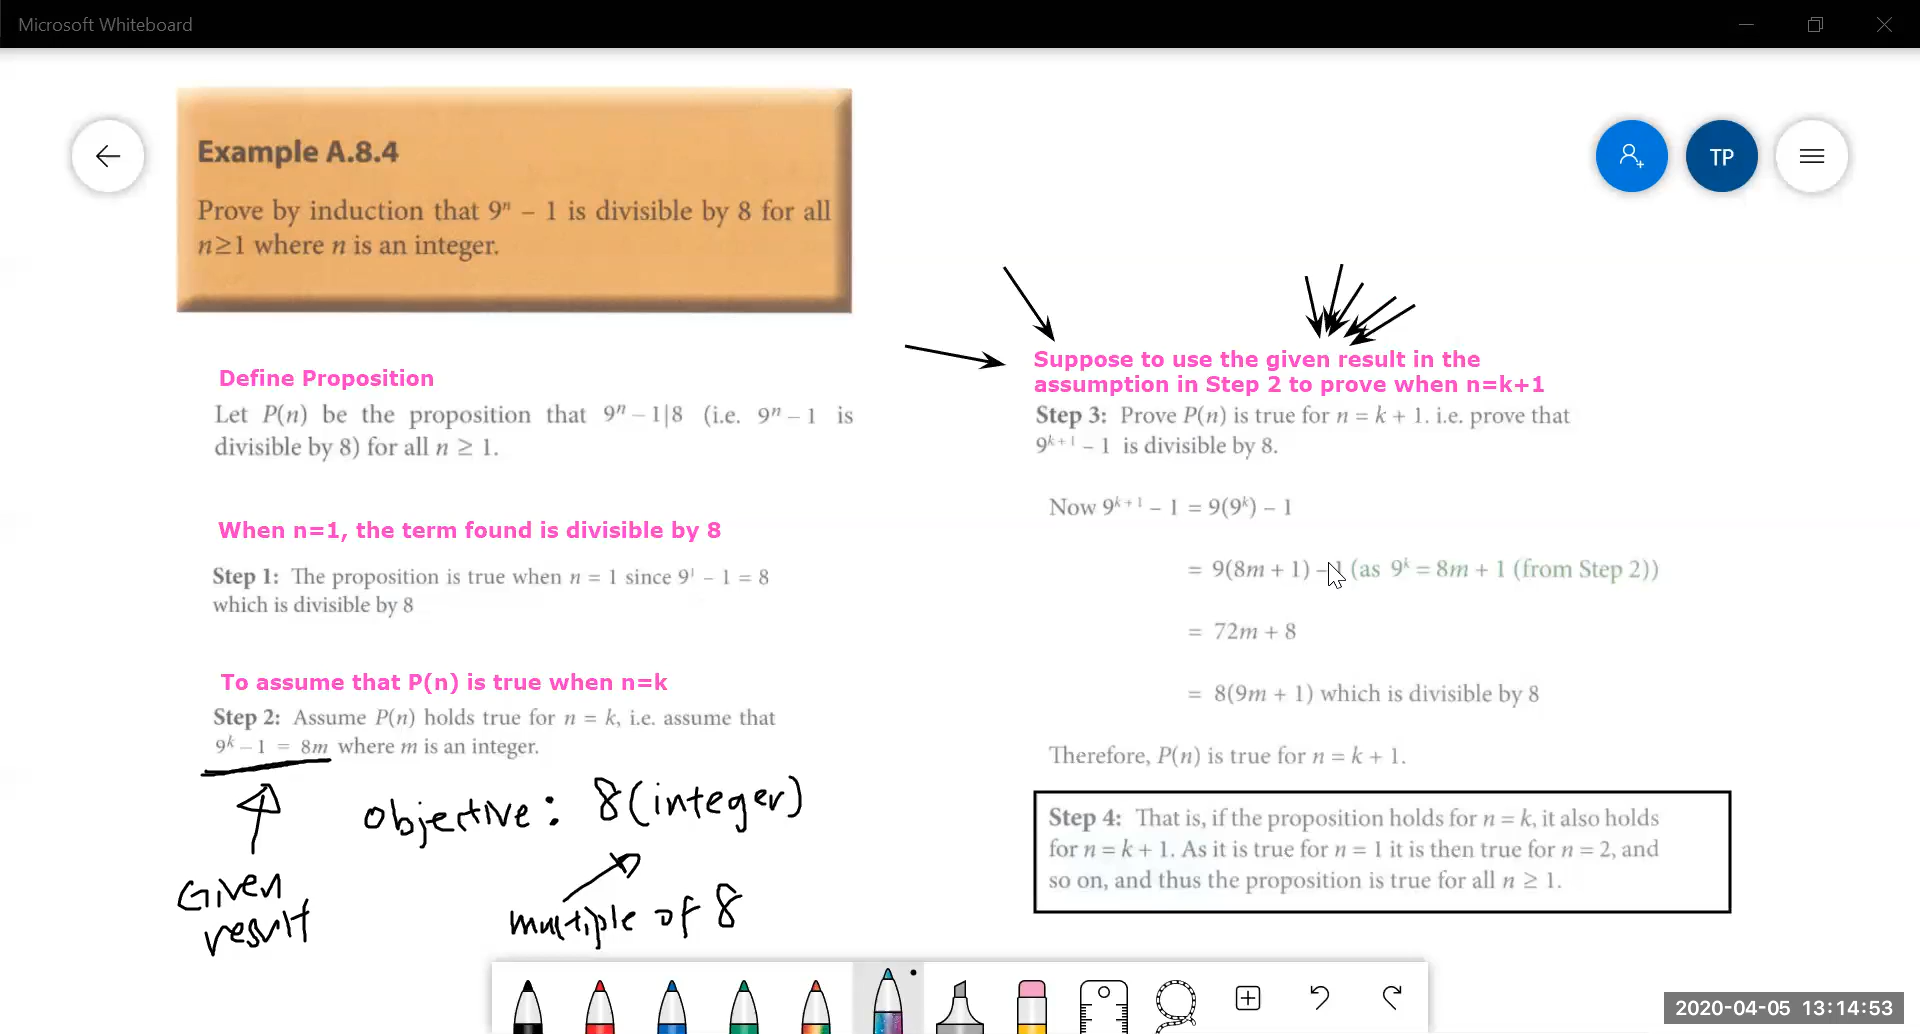 Microsoft Whiteboard
Example A.8.4
Prove by induction that 9ⁿ – 1 is divisible by 8 for all
n≥1 where n is an integer.
TP
Define Proposition
Let P(n) be the proposition that 9ⁿ – 1|8 (i.e. 9ⁿ – 1 is
divisible by 8) for all n ≥ 1.
When n=1, the term found is divisible by 8
Step 1: The proposition is true when n = 1 since 9¹ – 1 = 8
which is divisible by 8
To assume that P(n) is true when n=k
Step 2: Assume P(n) holds true for n = k, i.e. assume that
9ᵏ – 1 = 8m where m is an integer.
objective: 8(integer)
Given
result
multiple of 8
Suppose to use the given result in the
assumption in Step 2 to prove when n=k+1
Step 3: Prove P(n) is true for n = k + 1. i.e. prove that
9ᵏ⁺¹ – 1 is divisible by 8.
Now 9ᵏ⁺¹ – 1 = 9(9ᵏ) – 1
= 9(8m + 1) – 1 (as 9ᵏ = 8m + 1 (from Step 2))
= 72m + 8
= 8(9m + 1) which is divisible by 8
Therefore, P(n) is true for n = k + 1.
Step 4: That is, if the proposition holds for n = k, it also holds
for n = k + 1. As it is true for n = 1 it is then true for n = 2, and
so on, and thus the proposition is true for all n ≥ 1.
2020-04-05 13:14:53